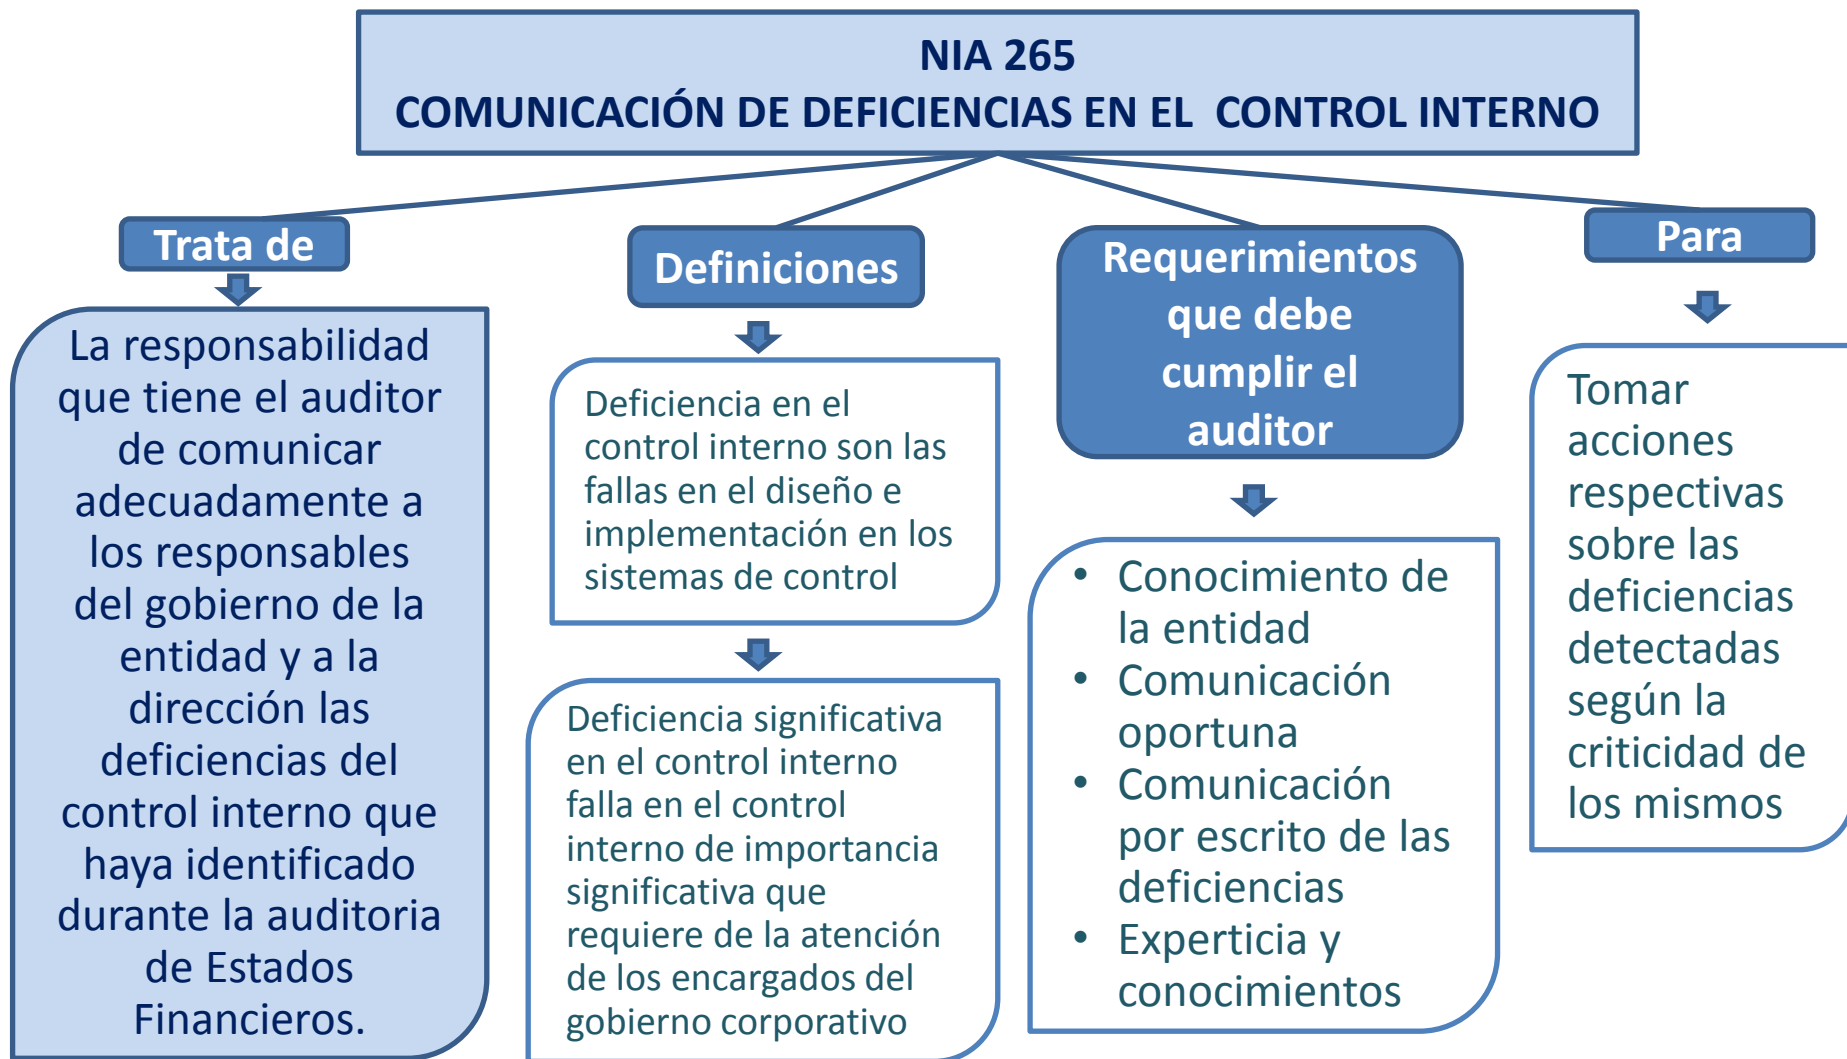 NIA 265
COMUNICACIÓN DE DEFICIENCIAS EN EL CONTROL INTERNO
Trata de
La responsabilidad
que tiene el auditor
de comunicar
adecuadamente a
los responsables
del gobierno de la
entidad y a la
dirección las
deficiencias del
control interno que
haya identificado
durante la auditoria
de Estados
Financieros.
Definiciones
Deficiencia en el
control interno son las
fallas en el diseño e
implementación en los
sistemas de control
Deficiencia significativa
en el control interno
falla en el control
interno de importancia
significativa que
requiere de la atención
de los encargados del
gobierno corporativo
Requerimientos
que debe
cumplir el
auditor
• Conocimiento de
la entidad
• Comunicación
oportuna
• Comunicación
por escrito de las
deficiencias
• Experticia y
conocimientos
Para
Tomar
acciones
respectivas
sobre las
deficiencias
detectadas
según la
criticidad de
los mismos